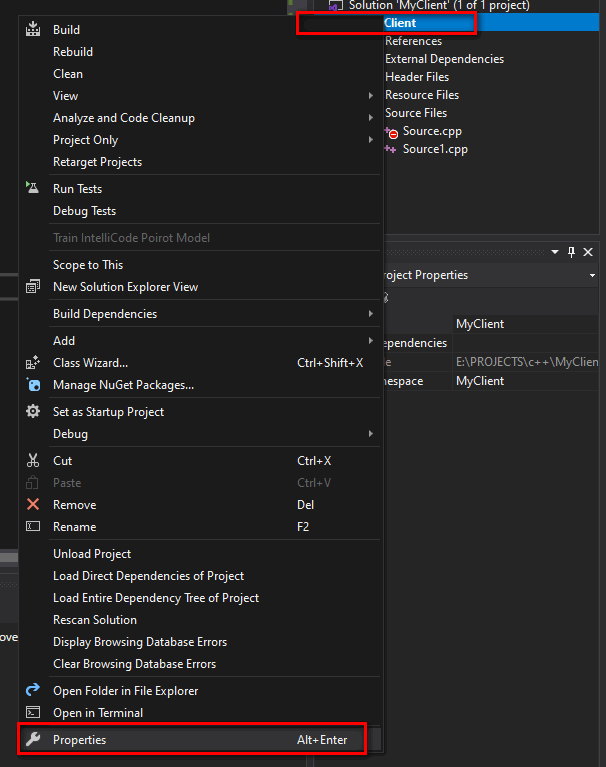 Solution 'MyClient' (1 of 1 project)
Client
References
External Dependencies
Header Files
Resource Files
Source Files
Source.cpp
Source1.cpp
Build
Rebuild
Clean
View
Analyze and Code Cleanup
Project Only
Retarget Projects
Run Tests
Debug Tests
Train IntelliCode Poirot Model
Scope to This
New Solution Explorer View
Build Dependencies
Add
Class Wizard... Ctrl+Shift+X
Manage NuGet Packages...
Set as Startup Project
Debug
Cut Ctrl+X
Paste Ctrl+V
Remove Del
Rename F2
Unload Project
Load Direct Dependencies of Project
Load Entire Dependency Tree of Project
Rescan Solution
Display Browsing Database Errors
Clear Browsing Database Errors
Open Folder in File Explorer
Open in Terminal
Properties Alt+Enter
roject Properties
MyClient
ependencies
e E:\PROJECTS\c++\MyClien
nespace MyClient
ove